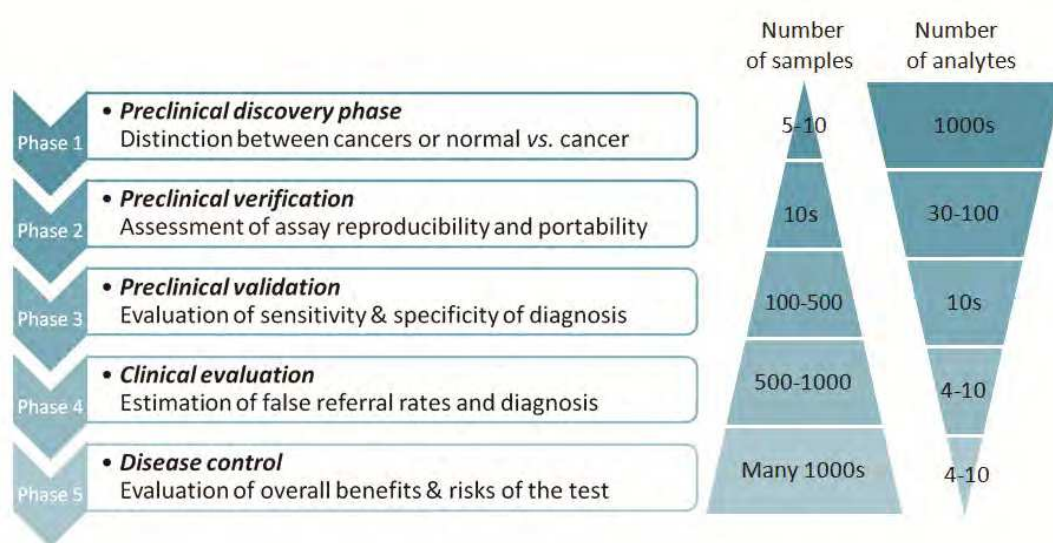 Number
of samples
Number
of analytes
Phase 1
• Preclinical discovery phase
Distinction between cancers or normal vs. cancer
5-10
1000s
Phase 2
• Preclinical verification
Assessment of assay reproducibility and portability
10s
30-100
Phase 3
• Preclinical validation
Evaluation of sensitivity & specificity of diagnosis
100-500
10s
Phase 4
• Clinical evaluation
Estimation of false referral rates and diagnosis
500-1000
4-10
Phase 5
• Disease control
Evaluation of overall benefits & risks of the test
Many 1000s
4-10